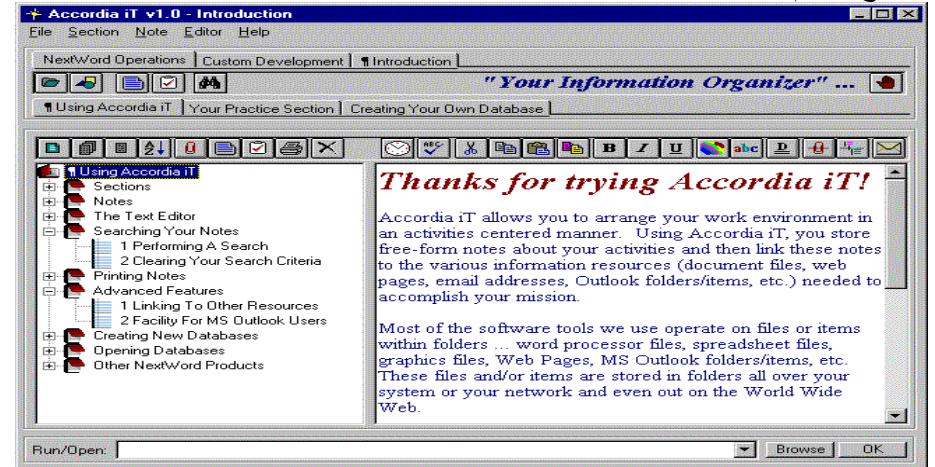 Accordia iT v1.0 - Introduction
File Section Note Editor Help
NextWord Operations Custom Development ¶ Introduction
"Your Information Organizer" ...
¶ Using Accordia iT Your Practice Section Creating Your Own Database
ABC B I U abc D
¶ Using Accordia iT
Sections
Notes
The Text Editor
Searching Your Notes
1 Performing A Search
2 Clearing Your Search Criteria
Printing Notes
Advanced Features
1 Linking To Other Resources
2 Facility For MS Outlook Users
Creating New Databases
Opening Databases
Other NextWord Products
Thanks for trying Accordia iT!
Accordia iT allows you to arrange your work environment in
an activities centered manner. Using Accordia iT, you store
free-form notes about your activities and then link these notes
to the various information resources (document files, web
pages, email addresses, Outlook folders/items, etc.) needed to
accomplish your mission.
Most of the software tools we use operate on files or items
within folders ... word processor files, spreadsheet files,
graphics files, Web Pages, MS Outlook folders/items, etc.
These files and/or items are stored in folders all over your
system or your network and even out on the World Wide
Web.
Run/Open: Browse OK